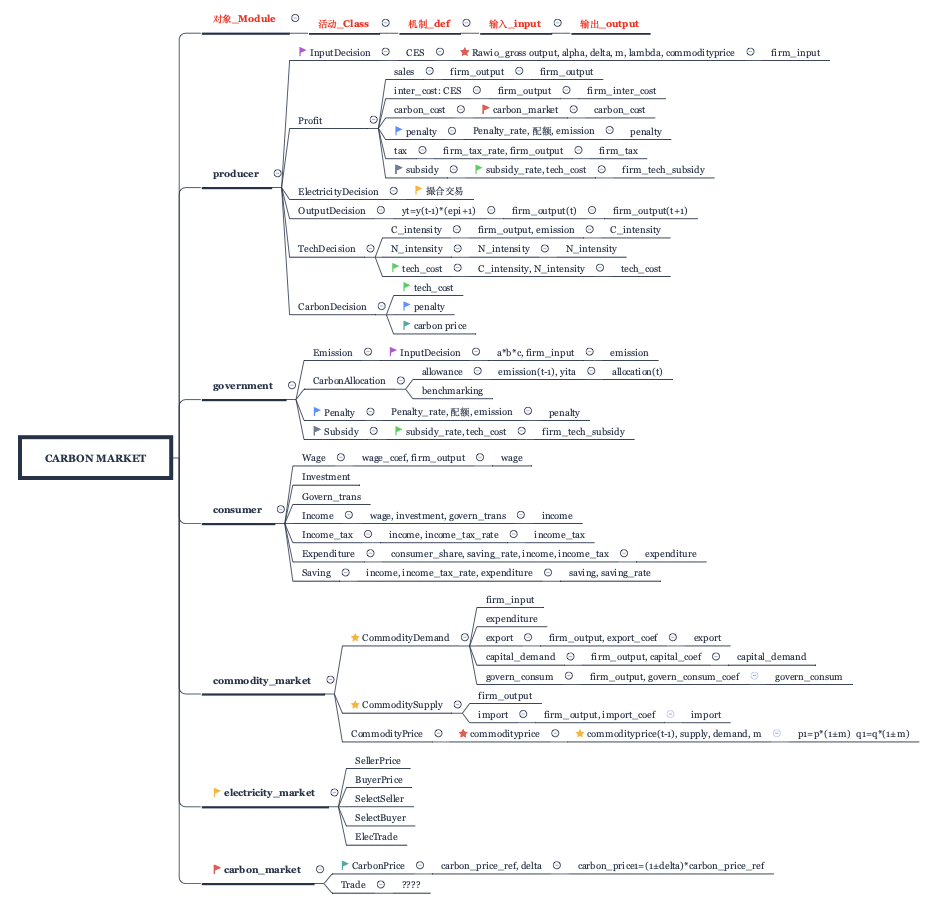 对象_Module 活动_Class 机制_def 输入_input 输出_output
InputDecision CES Rawio_gross output, alpha, delta, m, lambda, commodityprice firm_input
sales firm_output firm_output
inter_cost: CES firm_output firm_inter_cost
carbon_cost carbon_market carbon_cost
Profit
penalty Penalty_rate, 配额, emission penalty
tax firm_tax_rate, firm_output firm_tax
subsidy subsidy_rate, tech_cost firm_tech_subsidy
producer
ElectricityDecision 撮合交易
OutputDecision yt=y(t-1)*(epi+1) firm_output(t) firm_output(t+1)
C_intensity firm_output, emission C_intensity
TechDecision N_intensity N_intensity N_intensity
tech_cost C_intensity, N_intensity tech_cost
tech_cost
CarbonDecision penalty
carbon price
Emission InputDecision a*b*c, firm_input emission
allowance emission(t-1), yita allocation(t)
government CarbonAllocation
benchmarking
Penalty Penalty_rate, 配额, emission penalty
Subsidy subsidy_rate, tech_cost firm_tech_subsidy
CARBON MARKET
Wage wage_coef, firm_output wage
Investment
Govern_trans
consumer
Income wage, investment, govern_trans income
Income_tax income, income_tax_rate income_tax
Expenditure consumer_share, saving_rate, income, income_tax expenditure
Saving income, income_tax_rate, expenditure saving, saving_rate
firm_input
expenditure
CommodityDemand export firm_output, export_coef export
capital_demand firm_output, capital_coef capital_demand
govern_consum firm_output, govern_consum_coef govern_consum
commodity_market
firm_output
CommoditySupply
import firm_output, import_coef import
CommodityPrice commodityprice commodityprice(t-1), supply, demand, m p1=p*(1±m) q1=q*(1±m)
SellerPrice
BuyerPrice
electricity_market SelectSeller
SelectBuyer
ElecTrade
carbon_market CarbonPrice carbon_price_ref, delta carbon_price1=(1±delta)*carbon_price_ref
Trade ????